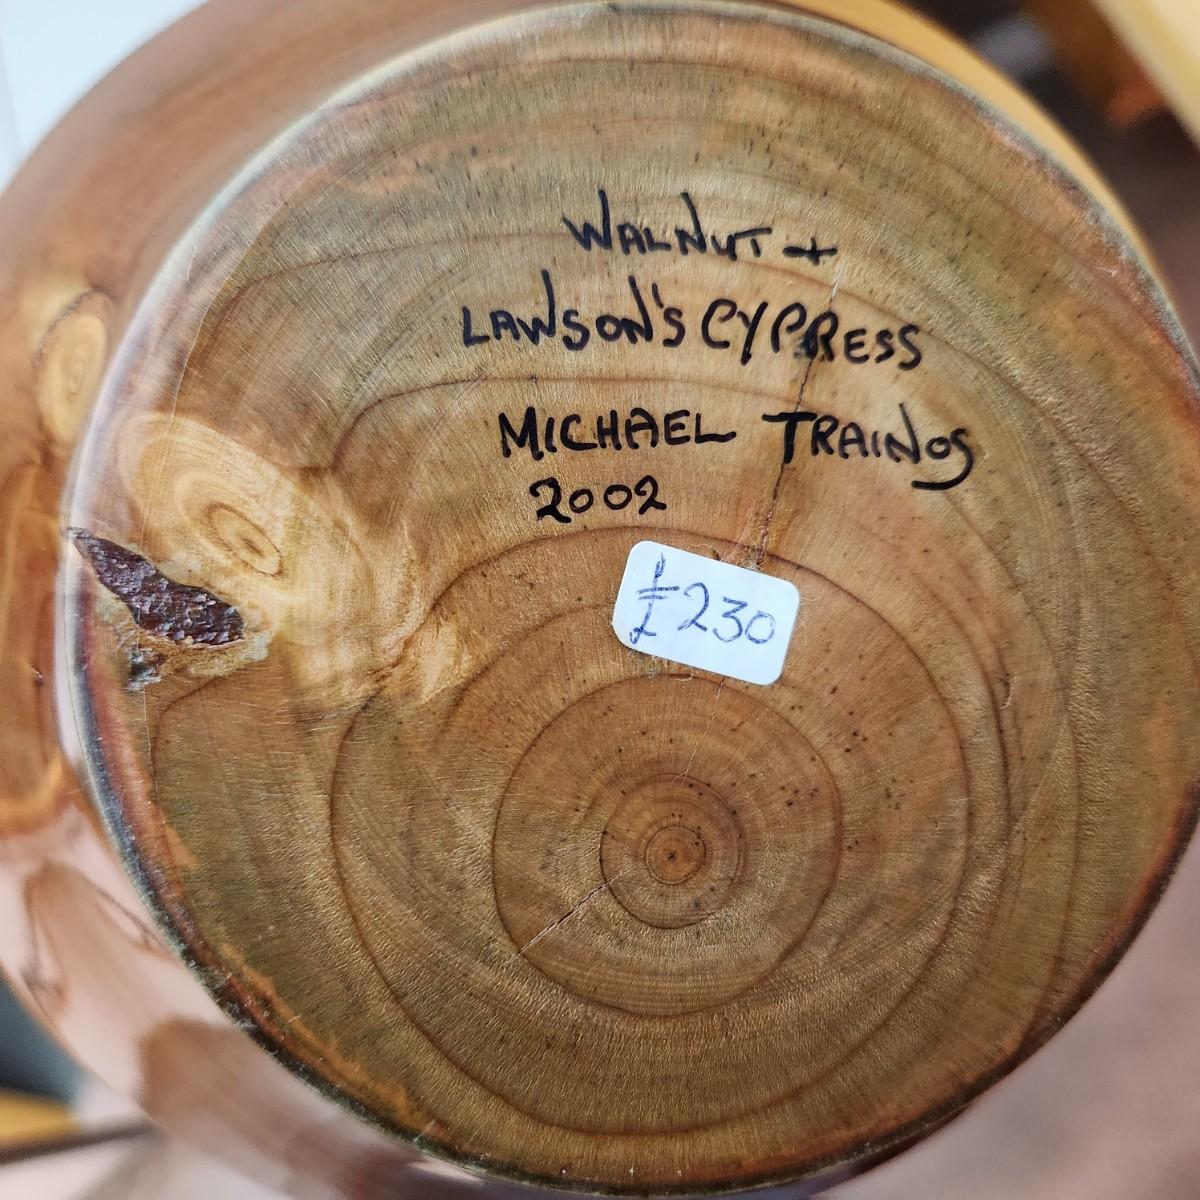 WALNUT +
LAWSON'S CYPRESS
MICHAEL TRAINOS
2002
£230